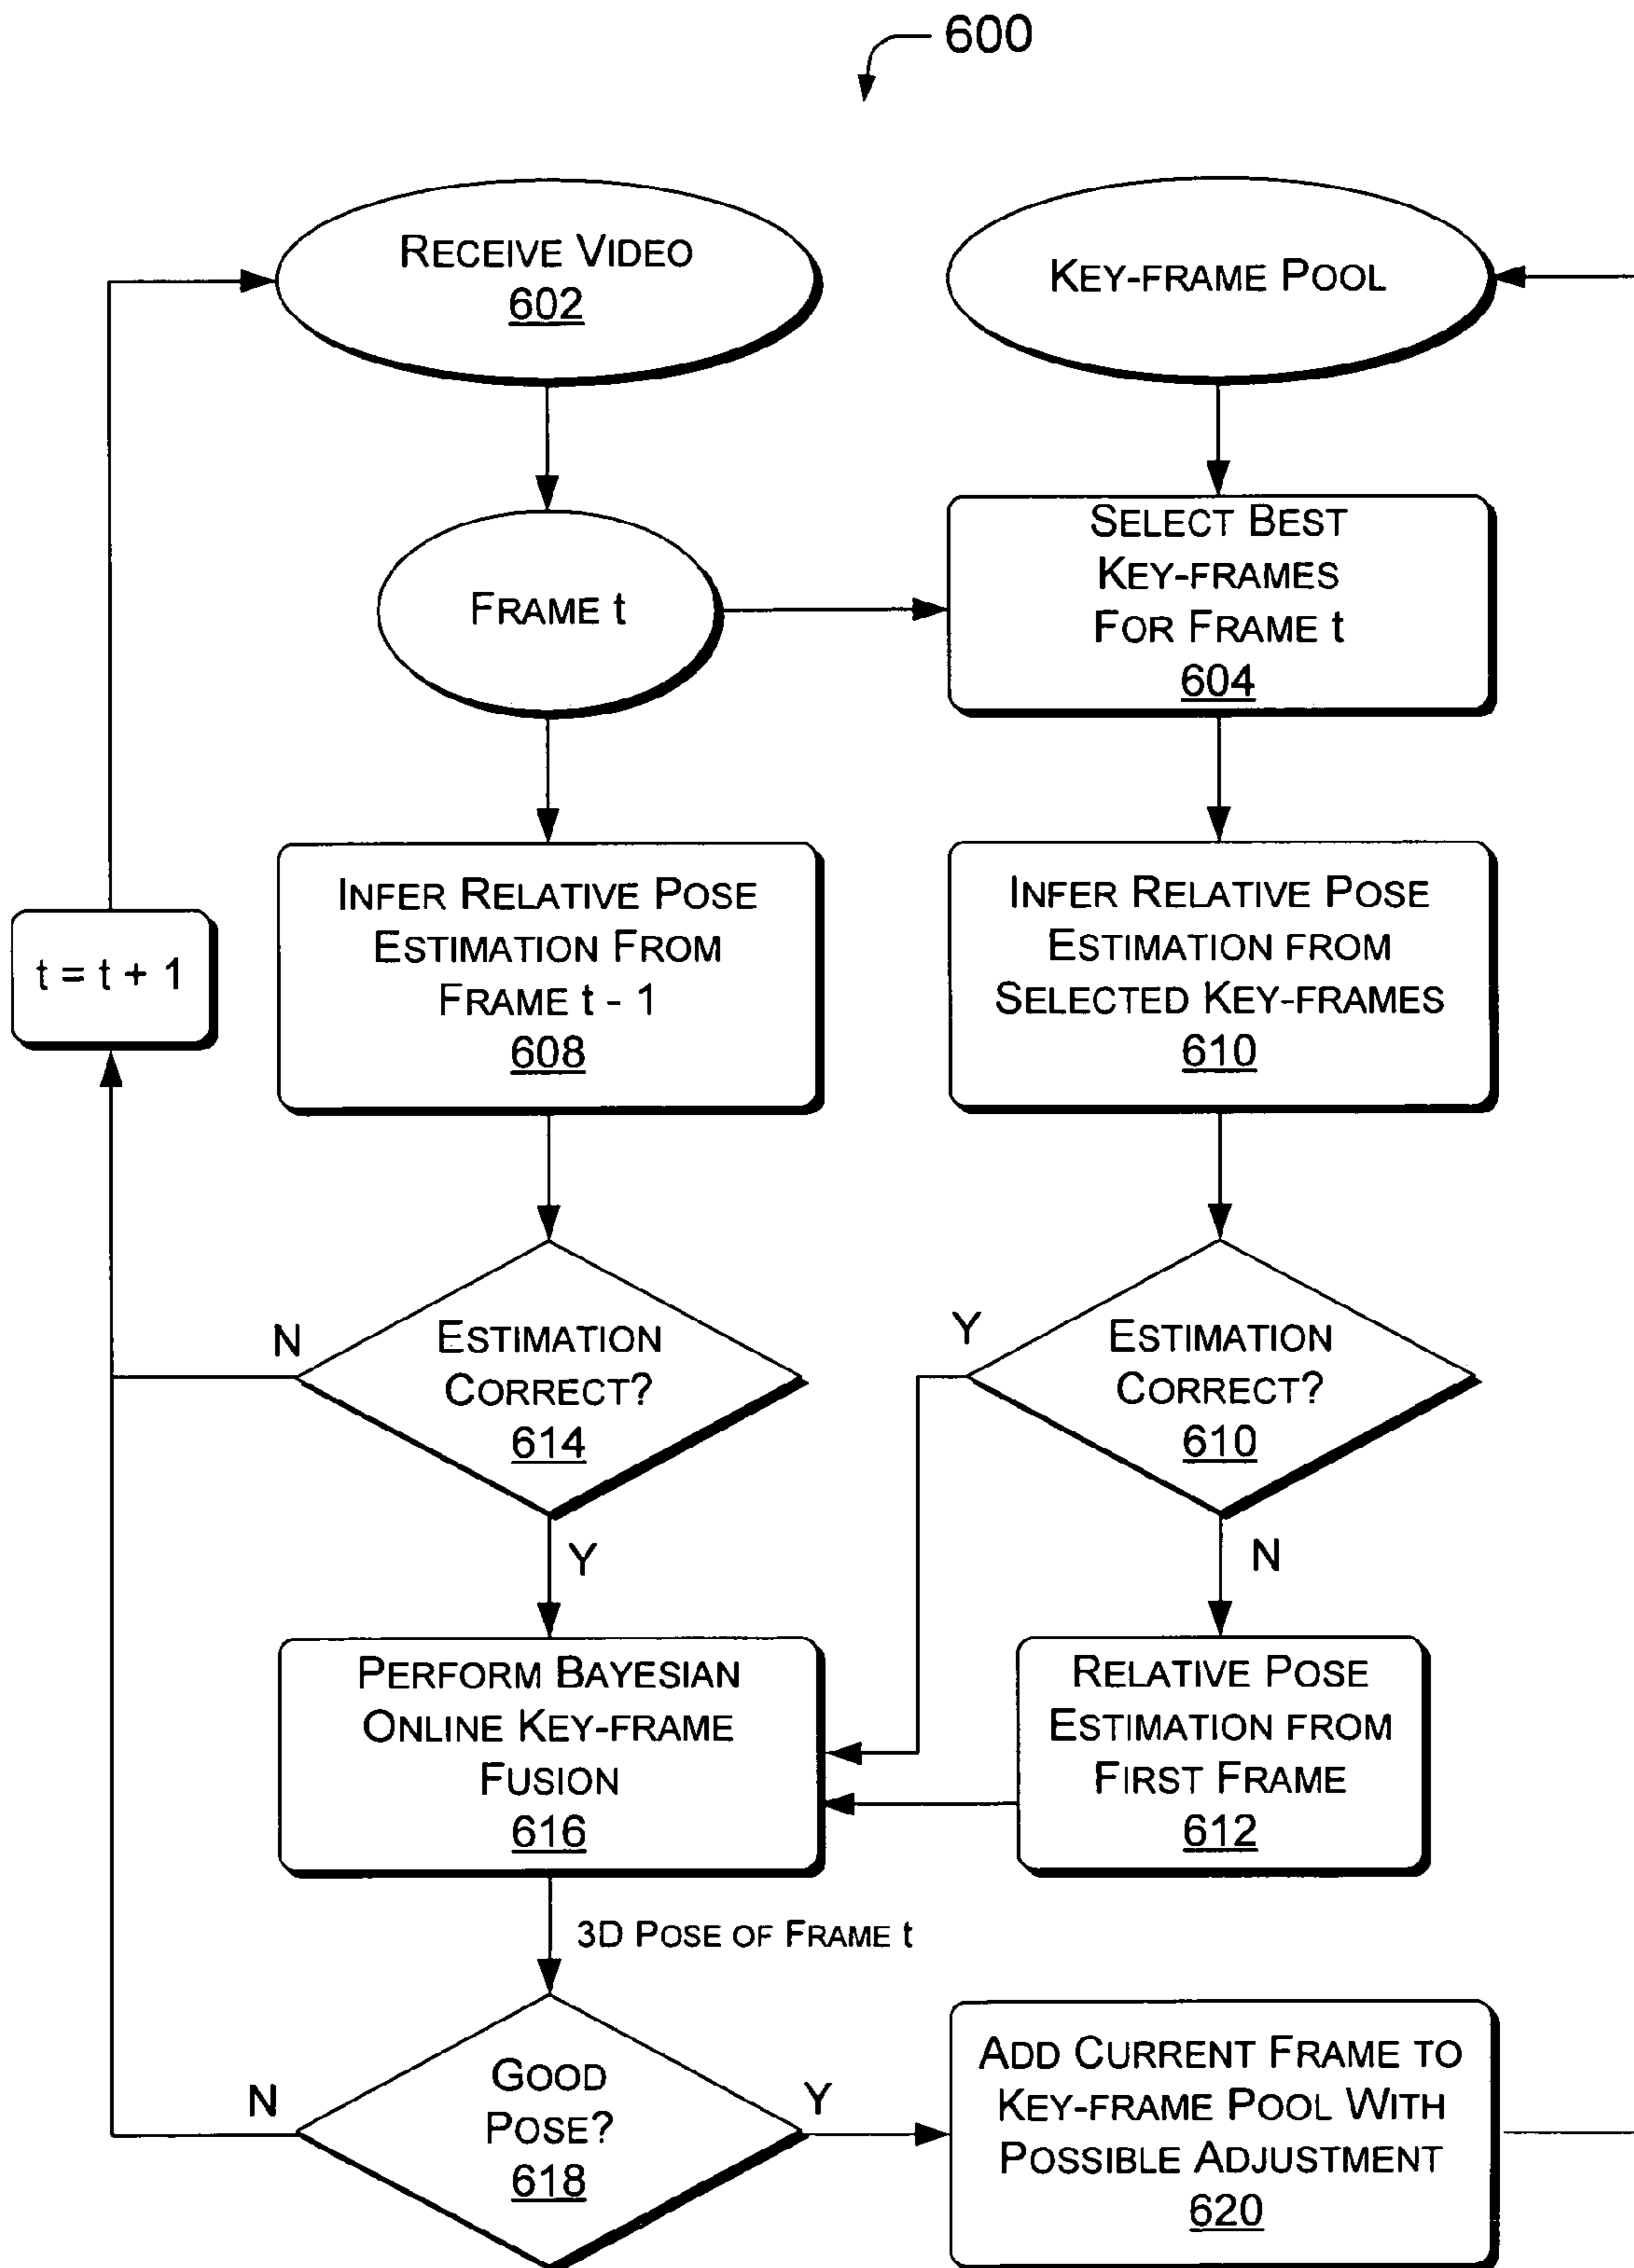 600
RECEIVE VIDEO
602
KEY-FRAME POOL
FRAME t
SELECT BEST
KEY-FRAMES
FOR FRAME t
604
t = t + 1
INFER RELATIVE POSE
ESTIMATION FROM
FRAME t - 1
608
INFER RELATIVE POSE
ESTIMATION FROM
SELECTED KEY-FRAMES
610
N
ESTIMATION
CORRECT?
614
Y
Y
ESTIMATION
CORRECT?
610
N
PERFORM BAYESIAN
ONLINE KEY-FRAME
FUSION
616
RELATIVE POSE
ESTIMATION FROM
FIRST FRAME
612
3D POSE OF FRAME t
N
GOOD
POSE?
618
Y
ADD CURRENT FRAME TO
KEY-FRAME POOL WITH
POSSIBLE ADJUSTMENT
620